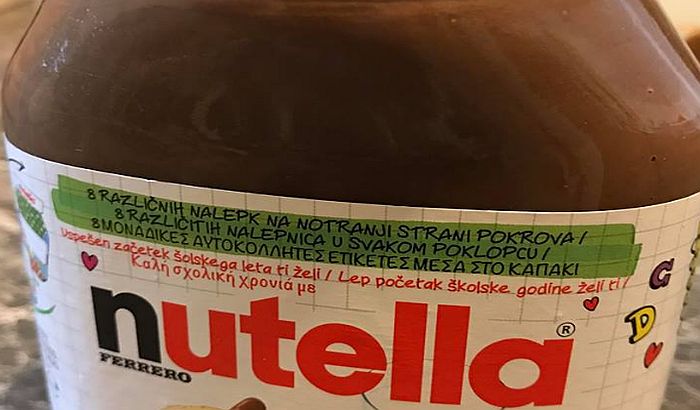 8 RAZLIČNIH NALEPK NA NOTRANJI STRANI POKROVA /
8 RAZLIČITIH NALEPNICA U SVAKOM POKLOPCU /
8 ΜΟΝΑΔΙΚΕΣ ΑΥΤΟΚΟΛΛΗΤΕΣ ΕΤΙΚΕΤΕΣ ΜΕΣΑ ΣΤΟ ΚΑΠΑΚΙ
Uspešen začetek šolskega leta ti želi / Lep početak školske godine želi ti /
Καλή σχολική χρονιά με
nutella®
FERRERO
G
D